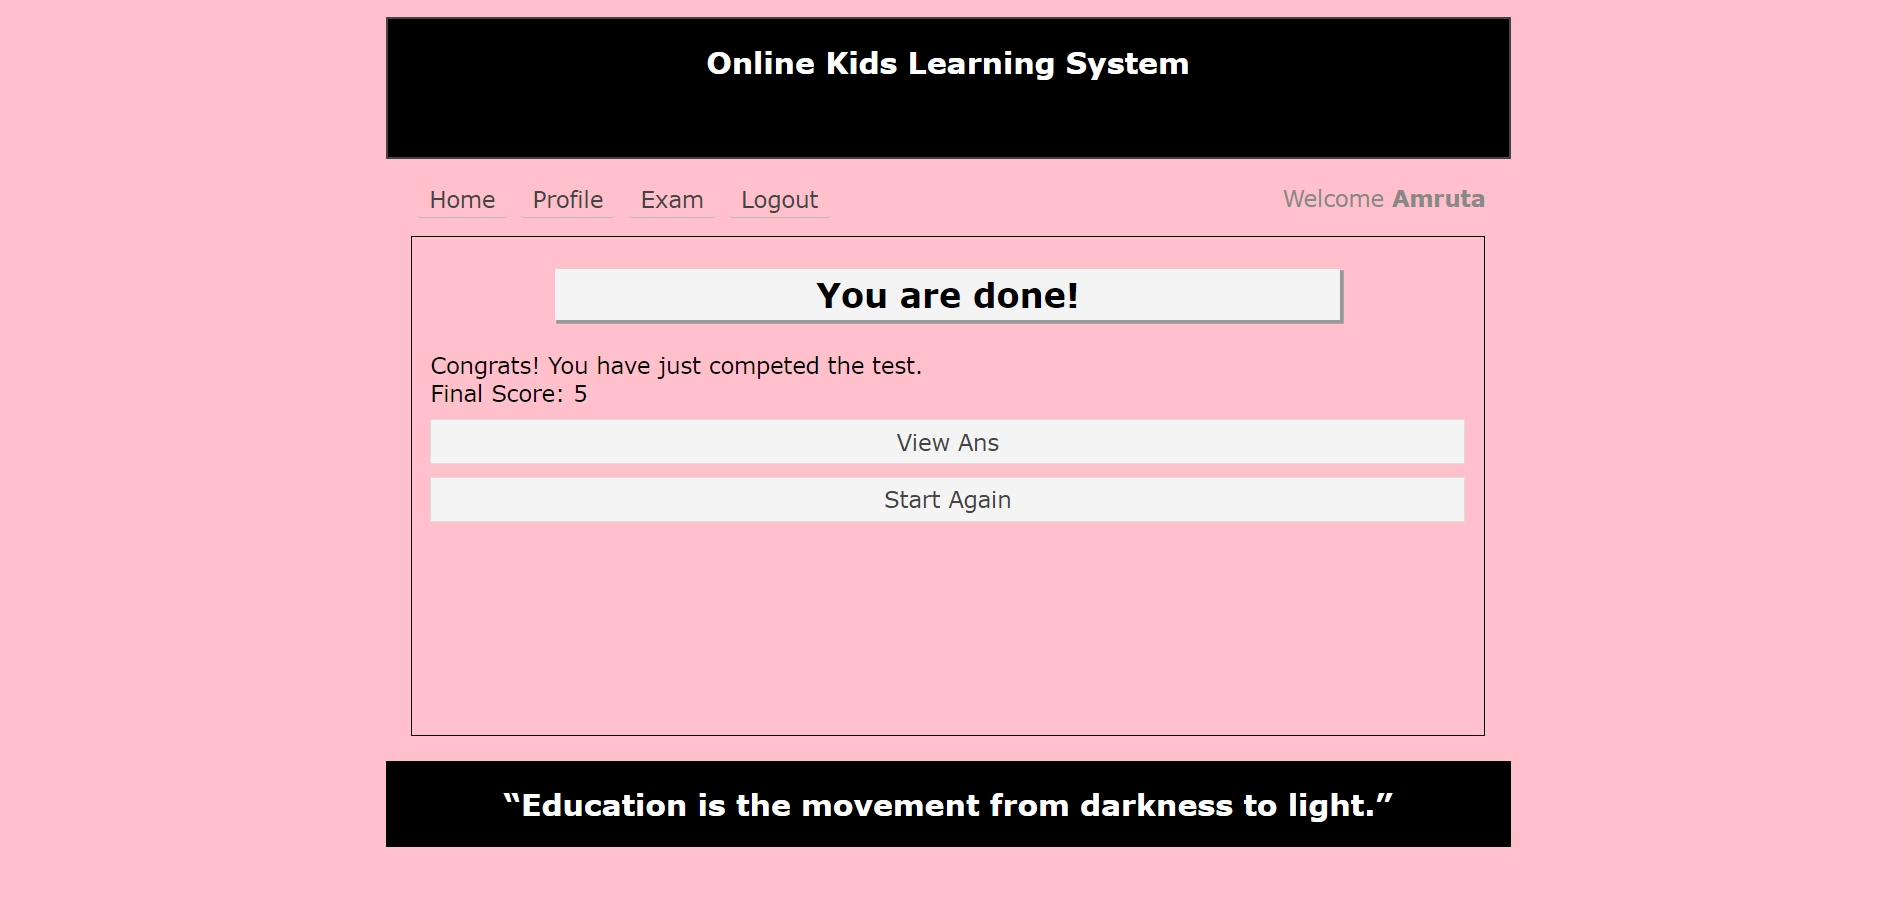 Online Kids Learning System
Home Profile Exam Logout Welcome Amruta
You are done!
Congrats! You have just competed the test.
Final Score: 5
View Ans
Start Again
“Education is the movement from darkness to light.”